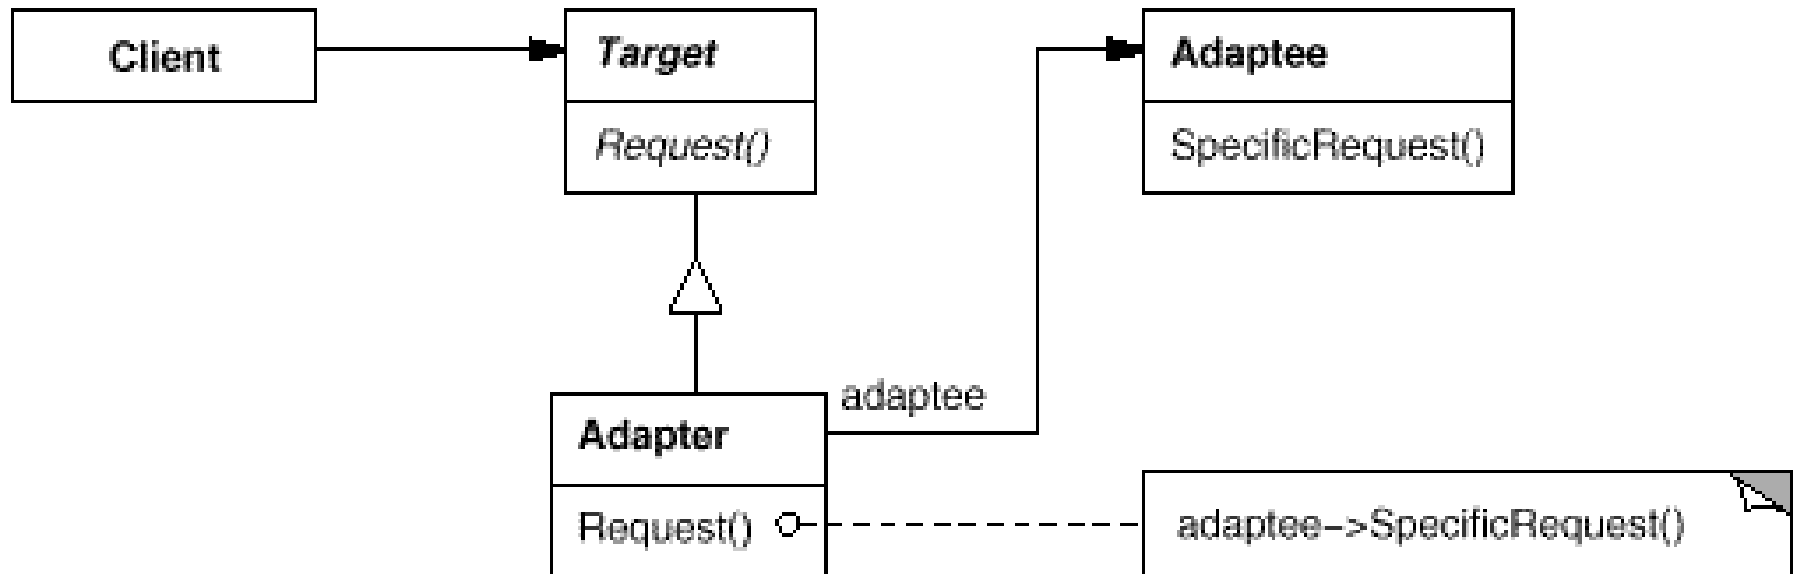 Client
Target
Request()
Adaptee
SpecificRequest()
adaptee
Adapter
Request()
adaptee->SpecificRequest()